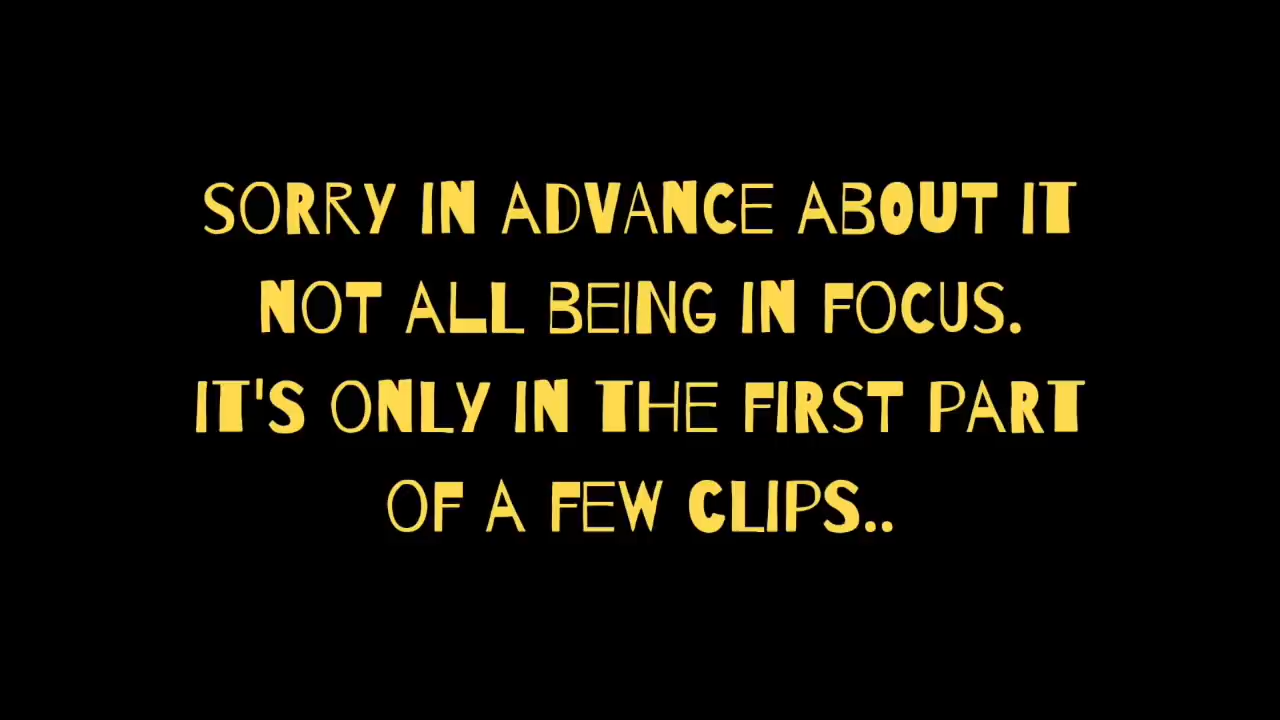 SORRY IN ADVANCE ABOUT IT
NOT ALL BEING IN FOCUS.
IT'S ONLY IN THE FIRST PART
OF A FEW CLIPS..